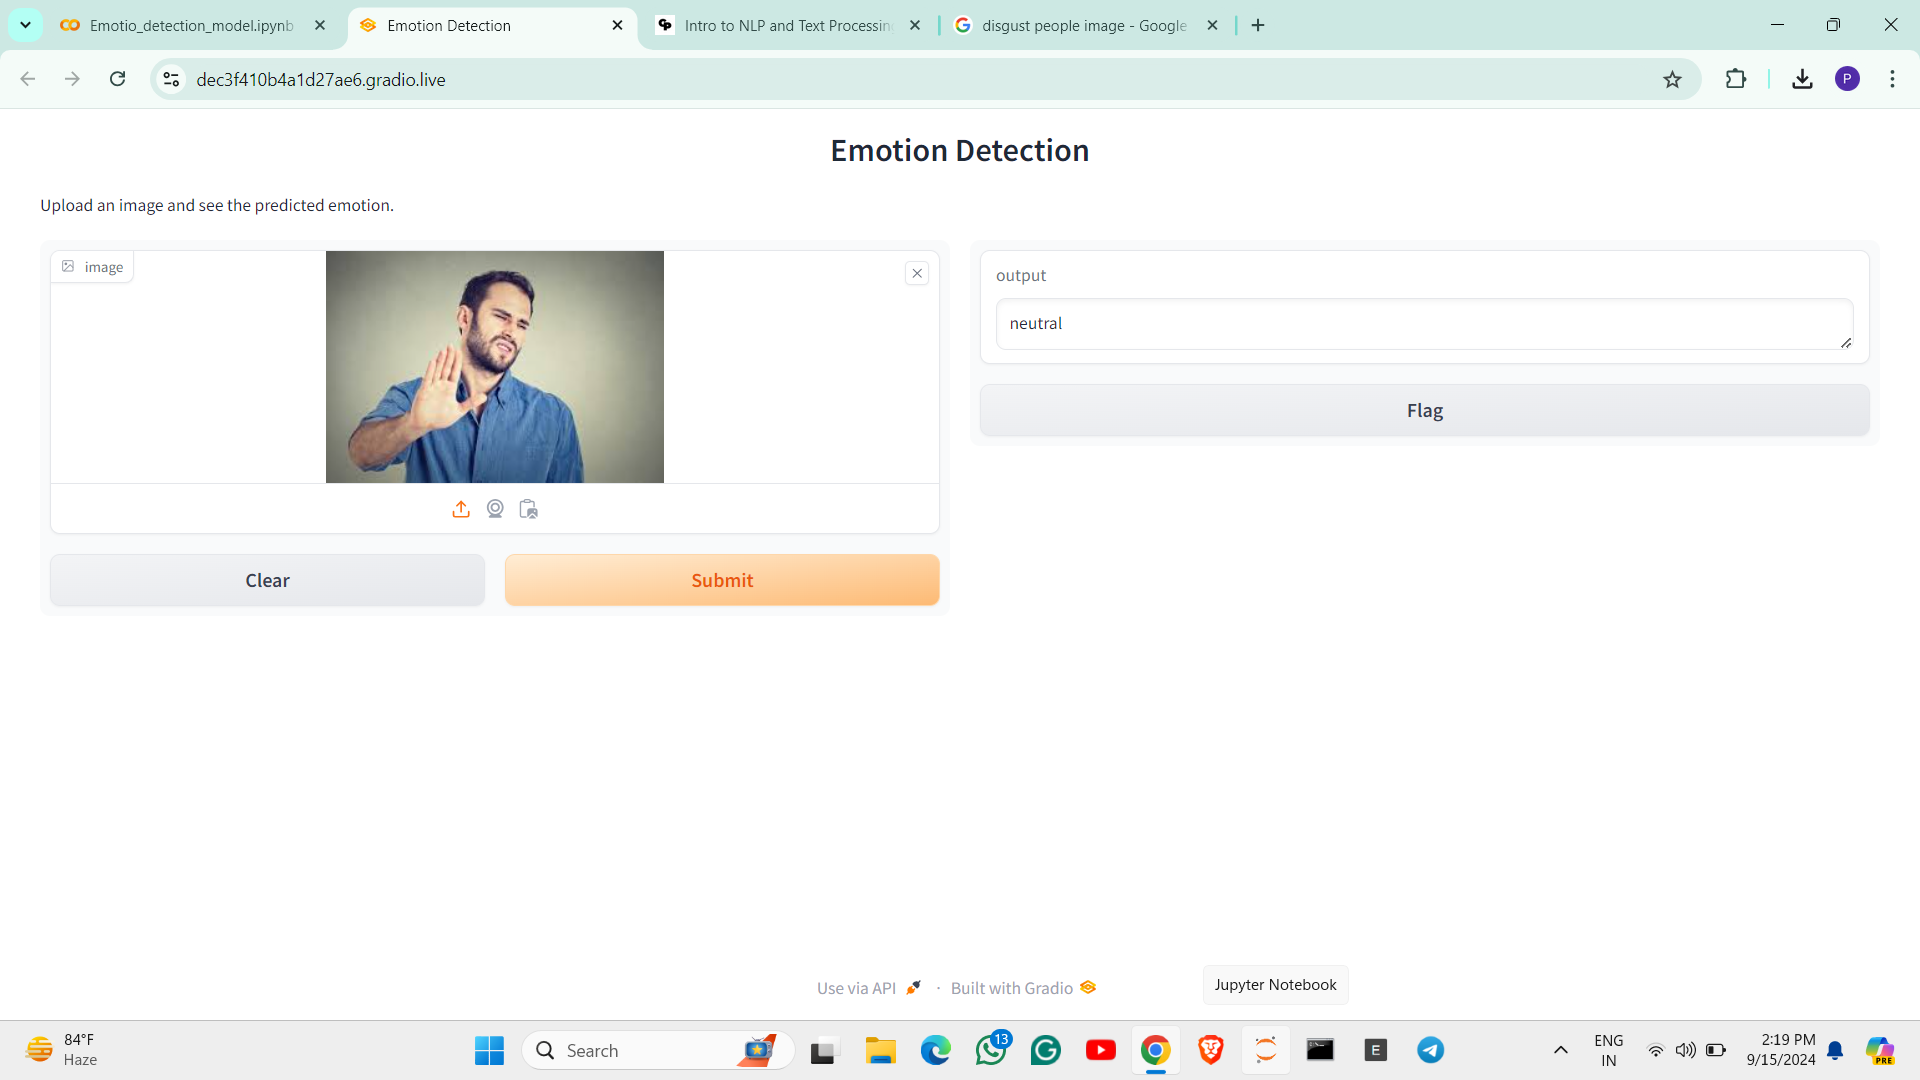 Emotio_detection_model.ipynb
Emotion Detection
Intro to NLP and Text Processin
disgust people image - Google
dec3f410b4a1d27ae6.gradio.live
P
Emotion Detection
Upload an image and see the predicted emotion.
image
output
neutral
Flag
Clear
Submit
Use via API
·
Built with Gradio
Jupyter Notebook
84°F
Haze
Search
13
E
ENG
IN
2:19 PM
9/15/2024
PRE